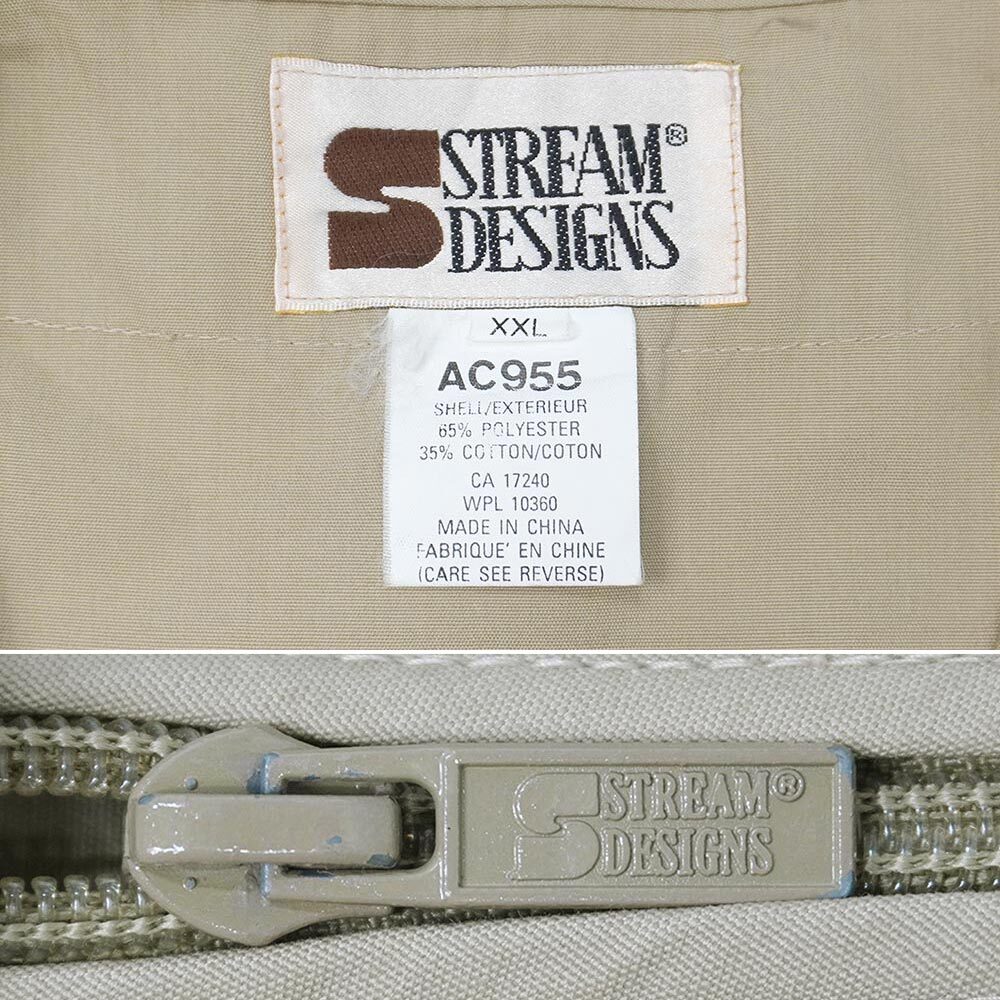 STREAM®
DESIGNS
XXL
AC955
SHELL/EXTERIEUR
65% POLYESTER
35% COTTON/COTON
CA 17240
WPL 10360
MADE IN CHINA
FABRIQUE' EN CHINE
(CARE SEE REVERSE)
STREAM®
DESIGNS